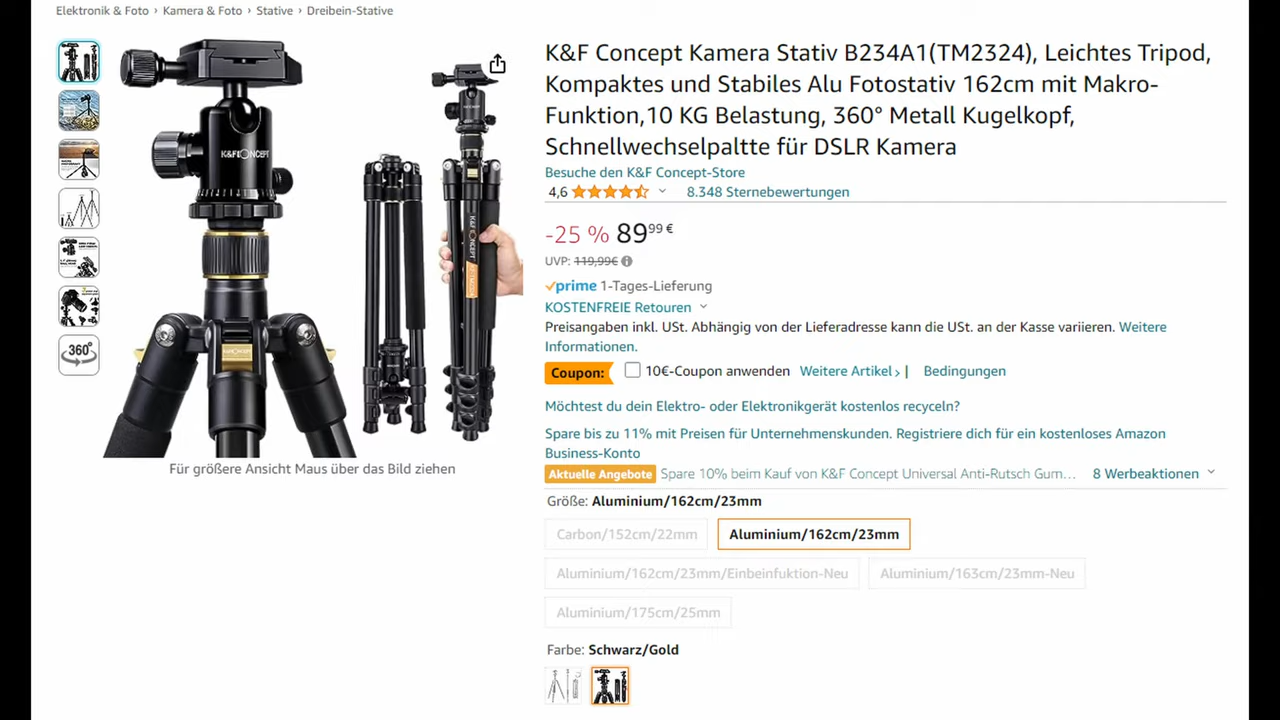 Elektronik & Foto › Kamera & Foto › Stative › Dreibein-Stative
K&F Concept Kamera Stativ B234A1(TM2324), Leichtes Tripod,
Kompaktes und Stabiles Alu Fotostativ 162cm mit Makro-
Funktion,10 KG Belastung, 360° Metall Kugelkopf,
Schnellwechselpaltte für DSLR Kamera
Besuche den K&F Concept-Store
4,6 8.348 Sternebewertungen
-25 % 89,99 €
UVP: 119,99€
prime 1-Tages-Lieferung
KOSTENFREIE Retouren
Preisangaben inkl. USt. Abhängig von der Lieferadresse kann die USt. an der Kasse variieren. Weitere
Informationen.
Coupon: 10€-Coupon anwenden Weitere Artikel › | Bedingungen
Möchtest du dein Elektro- oder Elektronikgerät kostenlos recyceln?
Spare bis zu 11% mit Preisen für Unternehmenskunden. Registriere dich für ein kostenloses Amazon
Business-Konto
Aktuelle Angebote Spare 10% beim Kauf von K&F Concept Universal Anti-Rutsch Gum… 8 Werbeaktionen
Größe: Aluminium/162cm/23mm
Carbon/152cm/22mm Aluminium/162cm/23mm
Aluminium/162cm/23mm/Einbeinfuktion-Neu Aluminium/163cm/23mm-Neu
Aluminium/175cm/25mm
Farbe: Schwarz/Gold
K&F CONCEPT
K&F CONCEPT
360°
Für größere Ansicht Maus über das Bild ziehen